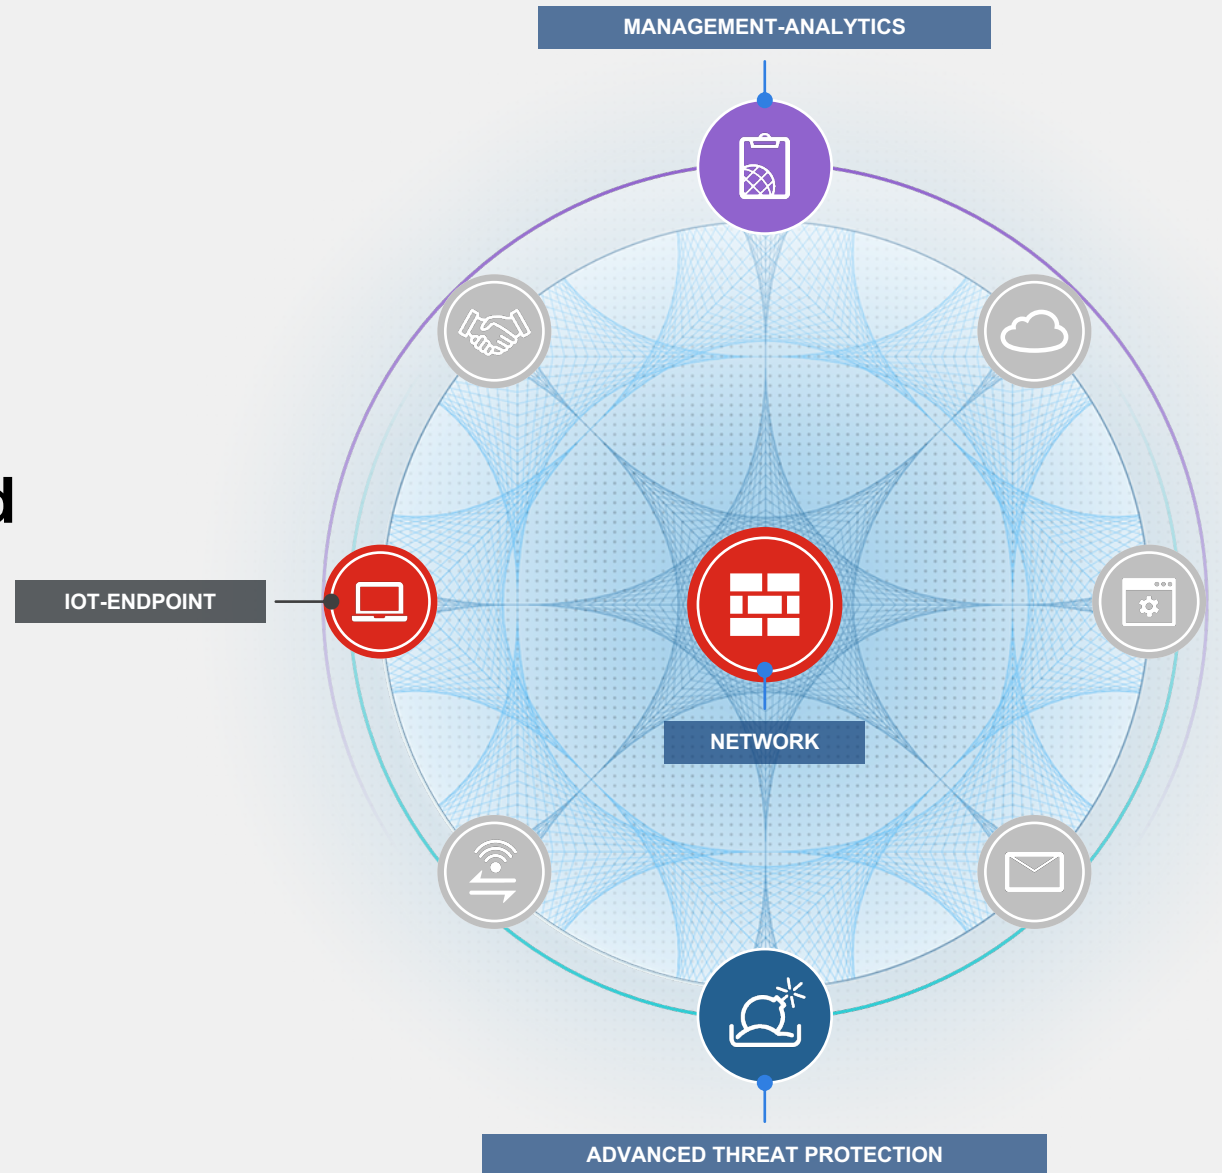 MANAGEMENT-ANALYTICS
d
IOT-ENDPOINT
NETWORK
ADVANCED THREAT PROTECTION